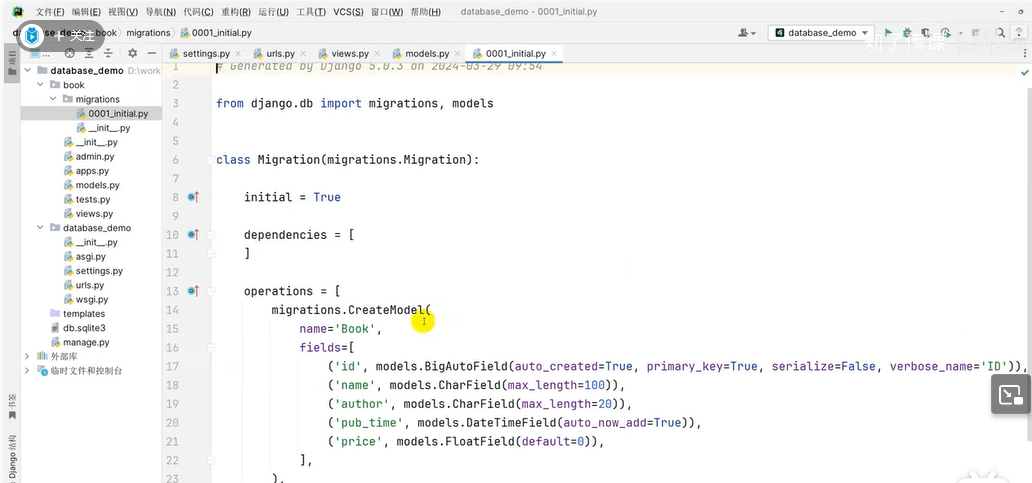 文件(F) 编辑(E) 视图(V) 导航(N) 代码(C) 重构(R) 运行(U) 工具(T) VCS(S) 窗口(W) 帮助(H) database_demo - 0001_initial.py
+ 关注
book migrations 0001_initial.py database_demo
settings.py urls.py views.py models.py 0001_initial.py
项目
database_demo D:\work
book
migrations
0001_initial.py
__init__.py
__init__.py
admin.py
apps.py
models.py
tests.py
views.py
database_demo
__init__.py
asgi.py
settings.py
urls.py
wsgi.py
templates
db.sqlite3
manage.py
外部库
临时文件和控制台
书签
Django 结构
1 # Generated by Django 5.0.3 on 2024-03-29 09:54
2
3 from django.db import migrations, models
4
5
6 class Migration(migrations.Migration):
7
8 initial = True
9
10 dependencies = [
11 ]
12
13 operations = [
14 migrations.CreateModel(
15 name='Book',
16 fields=[
17 ('id', models.BigAutoField(auto_created=True, primary_key=True, serialize=False, verbose_name='ID')),
18 ('name', models.CharField(max_length=100)),
19 ('author', models.CharField(max_length=20)),
20 ('pub_time', models.DateTimeField(auto_now_add=True)),
21 ('price', models.FloatField(default=0)),
22 ],
23 ),